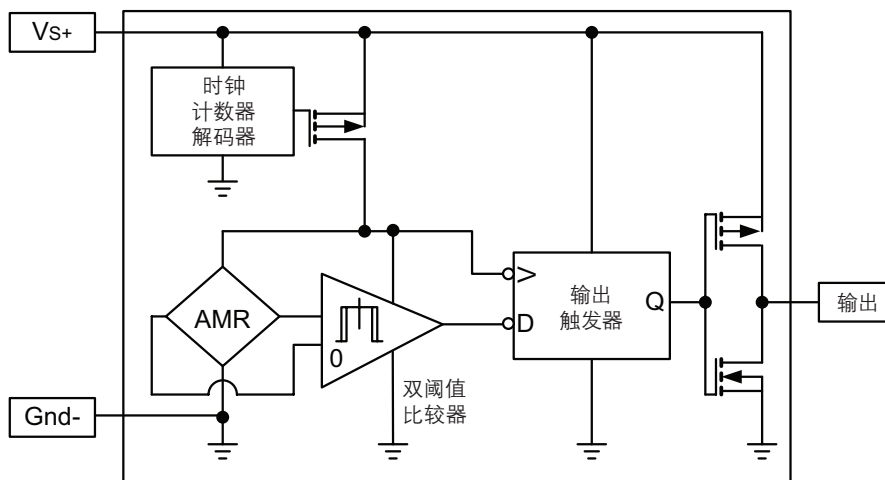 Vs+
时钟
计数器
解码器
AMR
0
双阈值
比较器
>
D
输出
触发器
Q
输出
Gnd-